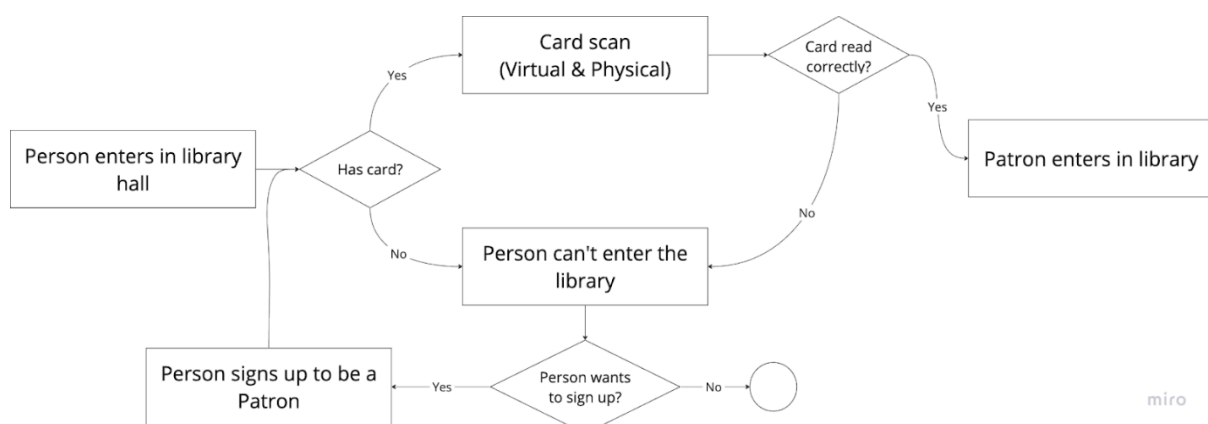 Card scan
(Virtual & Physical)
Card read
correctly?
Yes
Yes
Person enters in library
hall
Has card?
Patron enters in library
No
No
Person can't enter the
library
Person signs up to be a
Patron
Yes
Person wants
to sign up?
No
miro